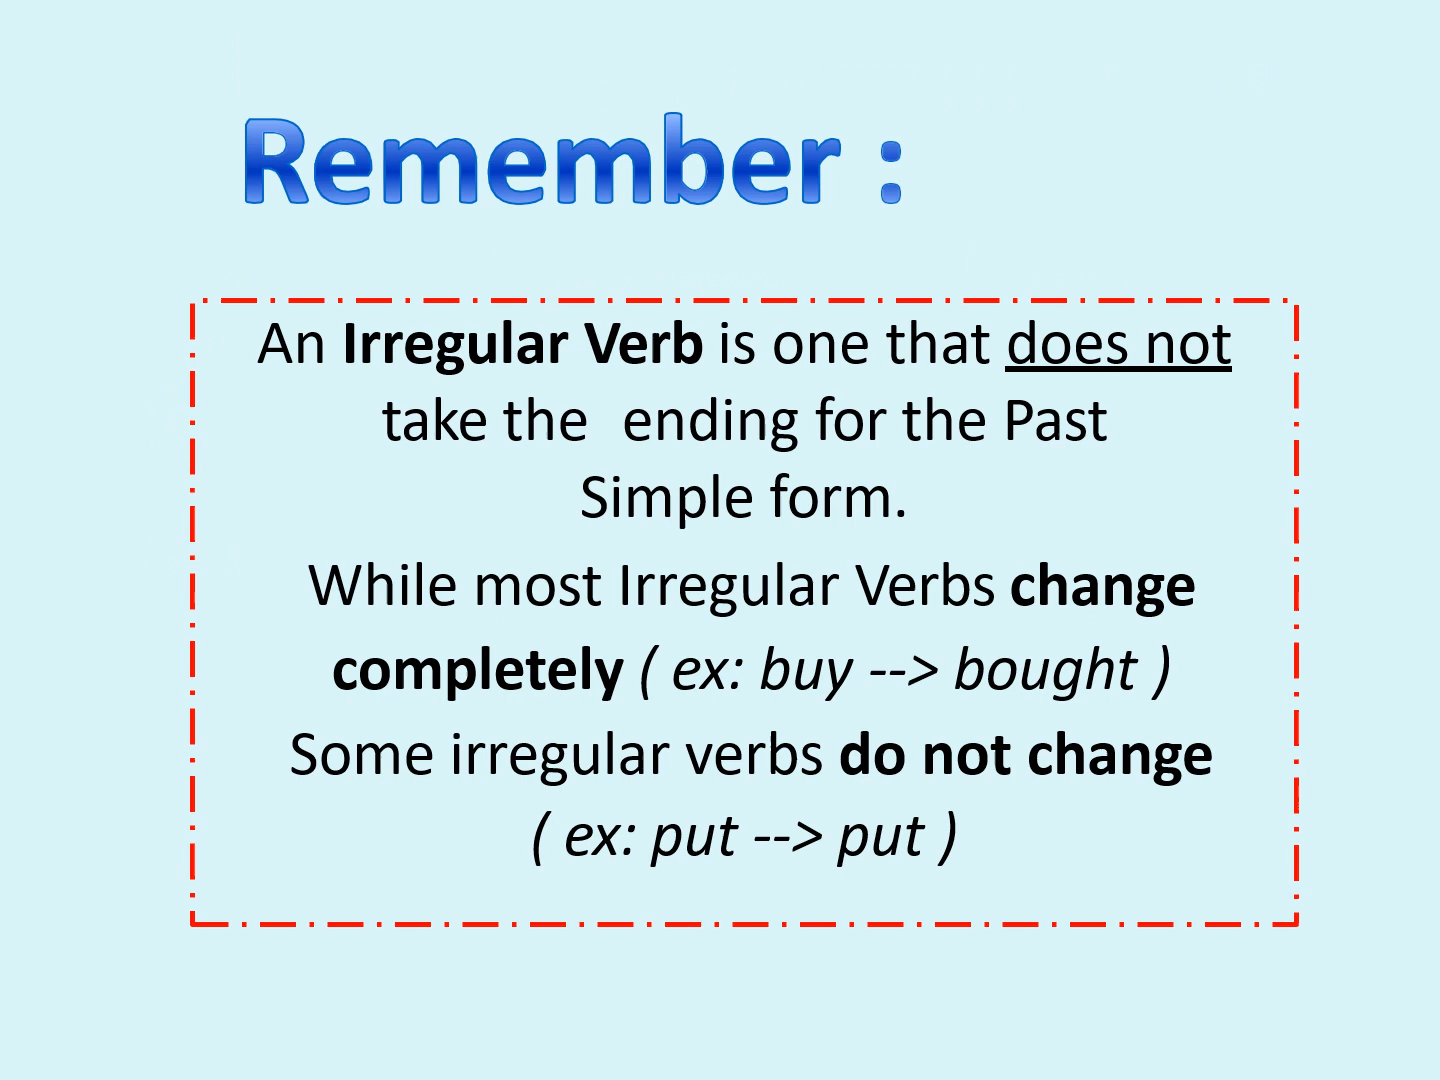 Remember :
An Irregular Verb is one that does not
take the  ending for the Past
Simple form.
While most Irregular Verbs change
completely ( ex: buy --> bought )
Some irregular verbs do not change
( ex: put --> put )